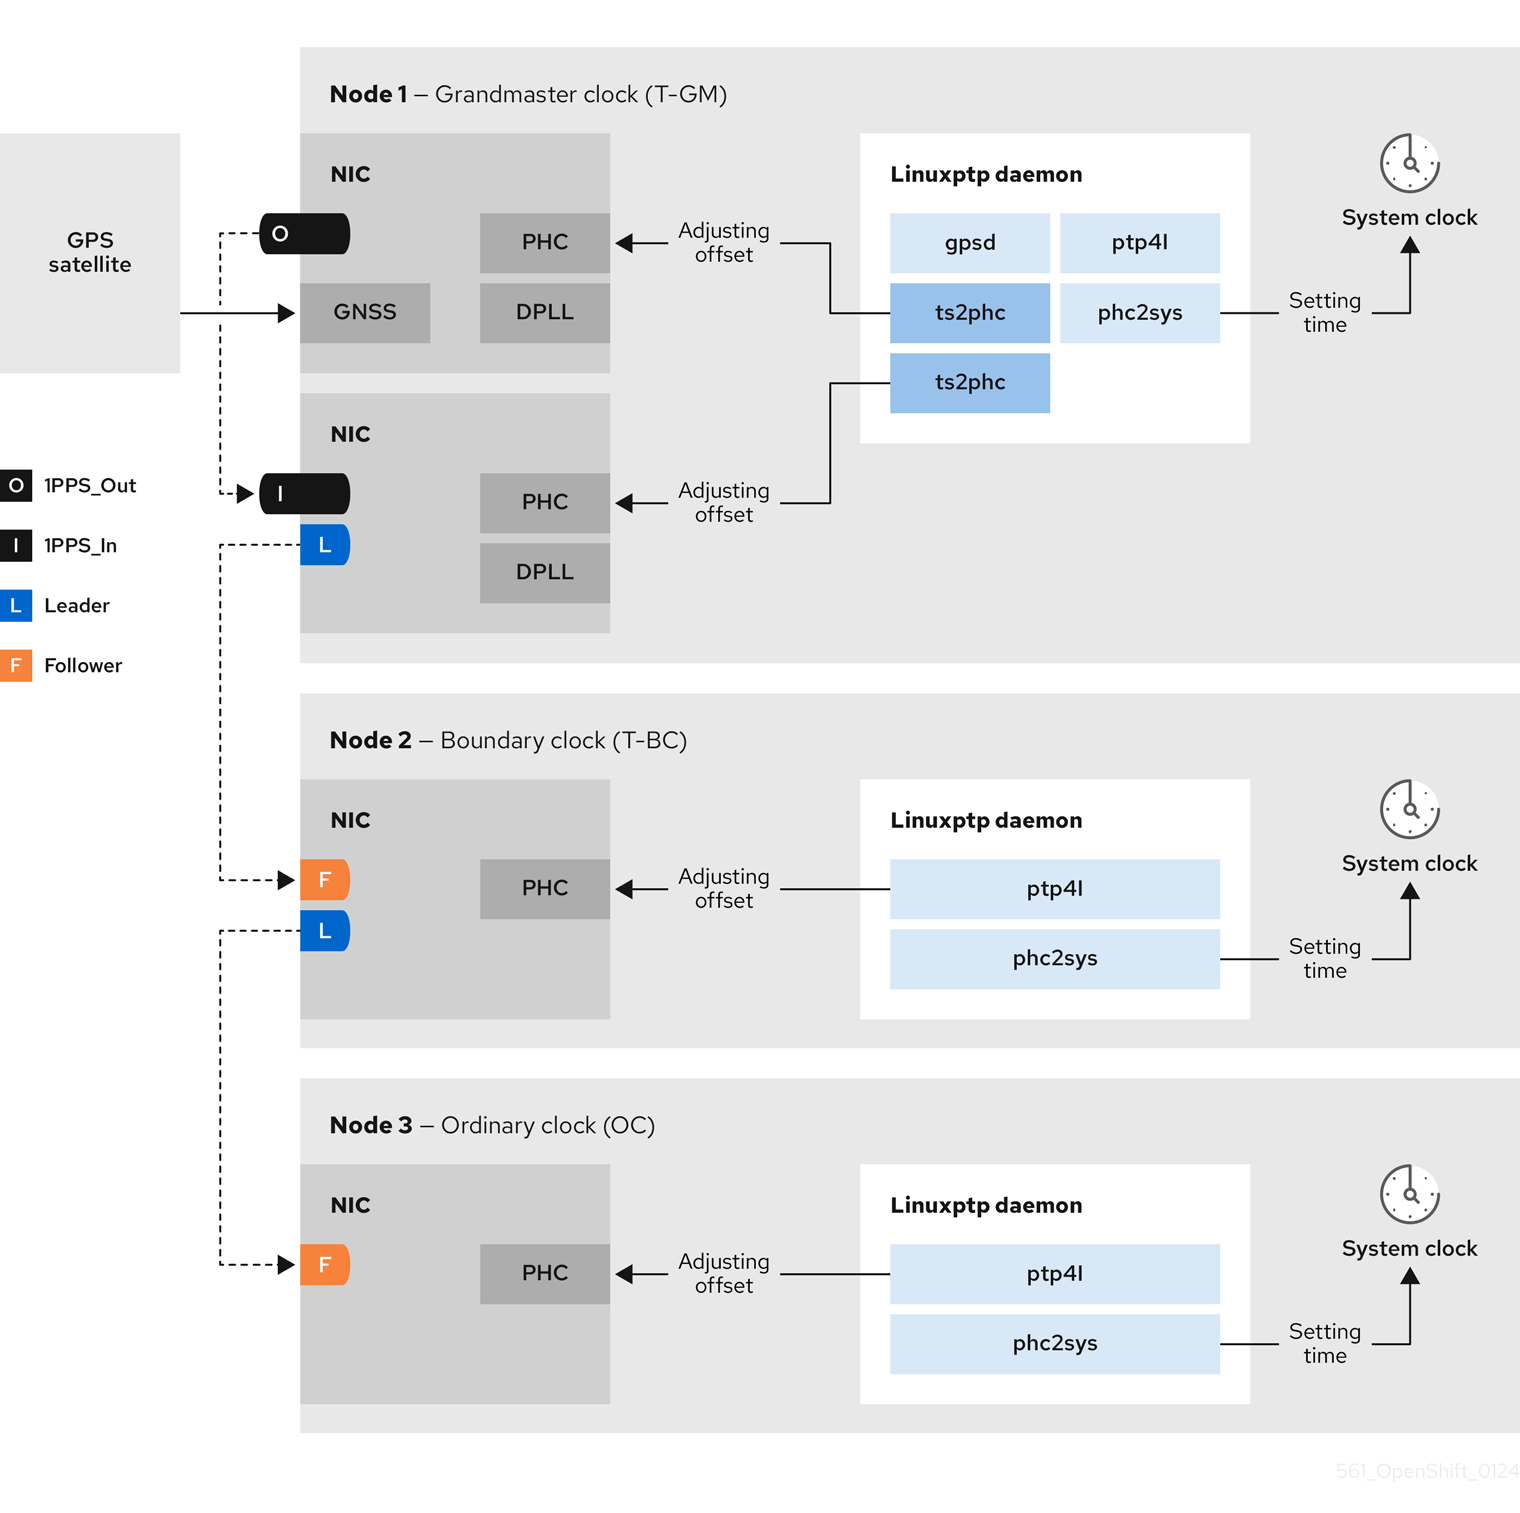 Node 1 – Grandmaster clock (T-GM)
GPS
satellite
NIC
O
PHC
GNSS
DPLL
Adjusting
offset
Linuxptp daemon
gpsd
ptp4l
ts2phc
phc2sys
ts2phc
Setting
time
System clock
NIC
I
L
PHC
DPLL
Adjusting
offset
O 1PPS_Out
I 1PPS_In
L Leader
F Follower
Node 2 – Boundary clock (T-BC)
NIC
F
L
PHC
Adjusting
offset
Linuxptp daemon
ptp4l
phc2sys
Setting
time
System clock
Node 3 – Ordinary clock (OC)
NIC
F
PHC
Adjusting
offset
Linuxptp daemon
ptp4l
phc2sys
Setting
time
System clock
561_OpenShift_0124